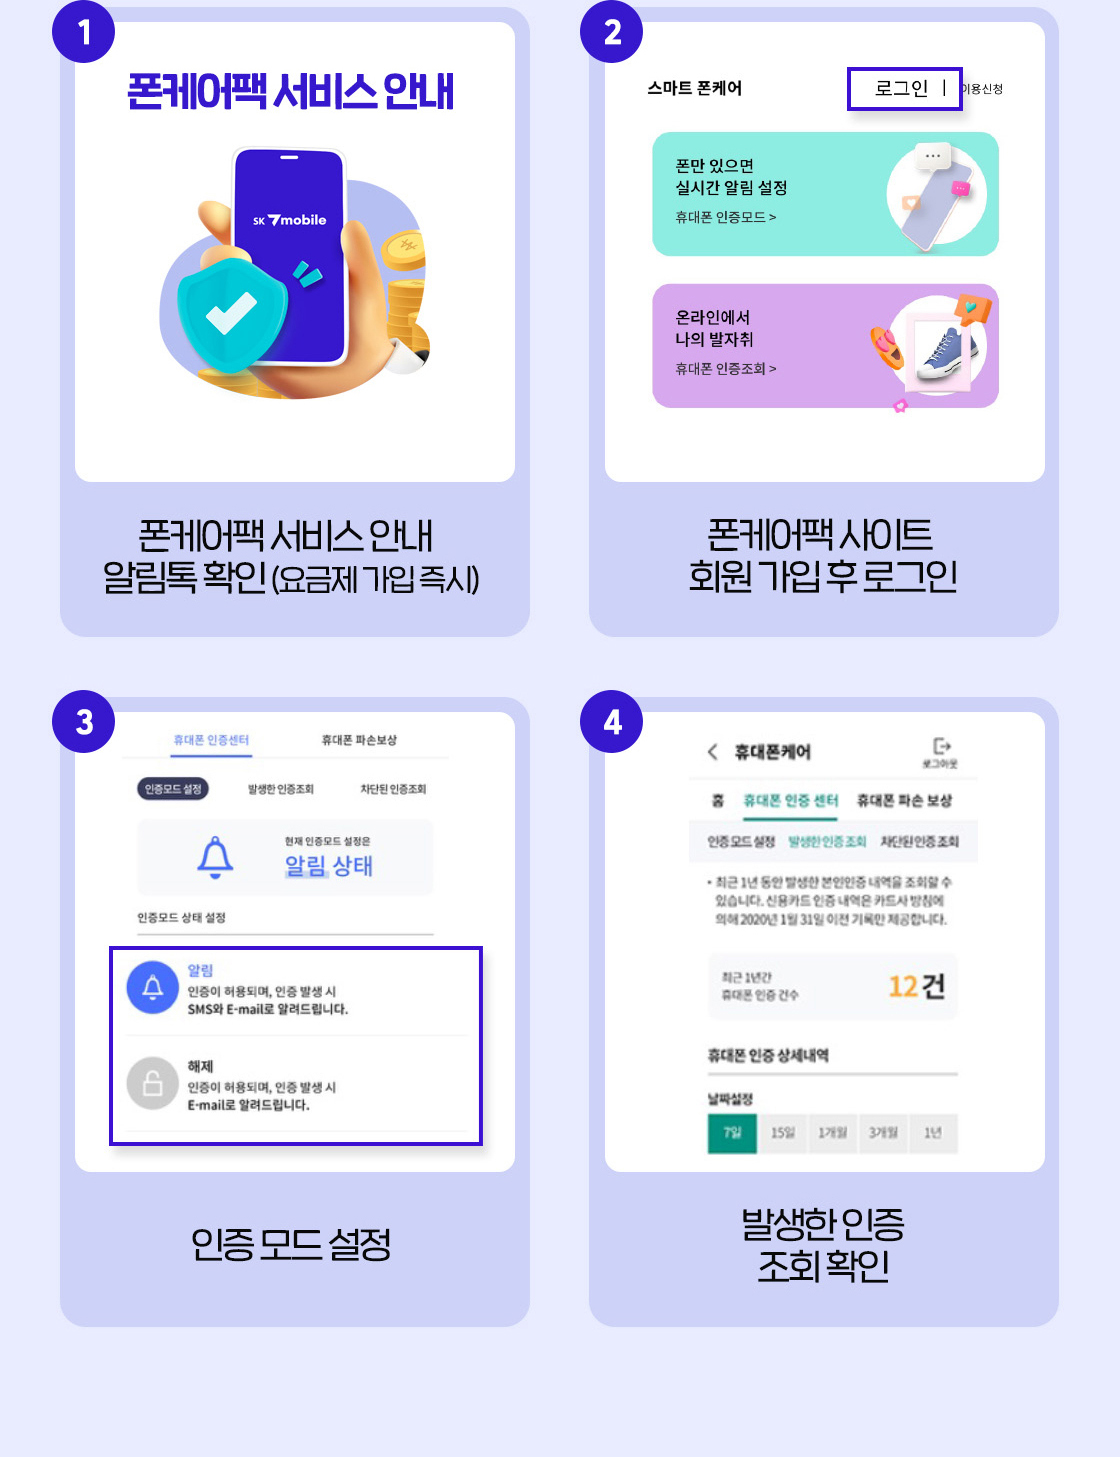 1
폰케어팩 서비스 안내
SK 7mobile
폰케어팩 서비스 안내
알림톡 확인 (요금제 가입 즉시)
2
스마트 폰케어
로그인 | 이용신청
폰만 있으면
실시간 알림 설정
휴대폰 인증모드 >
온라인에서
나의 발자취
휴대폰 인증조회 >
폰케어팩 사이트
회원 가입 후 로그인
3
휴대폰 인증센터 휴대폰 파손보상
인증모드 설정 발생한 인증조회 차단된 인증조회
현재 인증모드 설정은
알림 상태
인증모드 상태 설정
알림
인증이 허용되며, 인증 발생 시
SMS와 E-mail로 알려드립니다.
해제
인증이 허용되며, 인증 발생 시
E-mail로 알려드립니다.
인증 모드 설정
4
휴대폰케어
로그아웃
홈 휴대폰 인증 센터 휴대폰 파손 보상
인증모드 설정 발생한 인증 조회 차단된 인증 조회
• 최근 1년 동안 발생한 본인인증 내역을 조회할 수
있습니다. 신용카드 인증 내역은 카드사 방침에
의해 2020년 1월 31일 이전 기록만 제공합니다.
최근 1년간
휴대폰 인증 건수
12 건
휴대폰 인증 상세내역
날짜설정
7일 15일 1개월 3개월 1년
발생한 인증
조회 확인